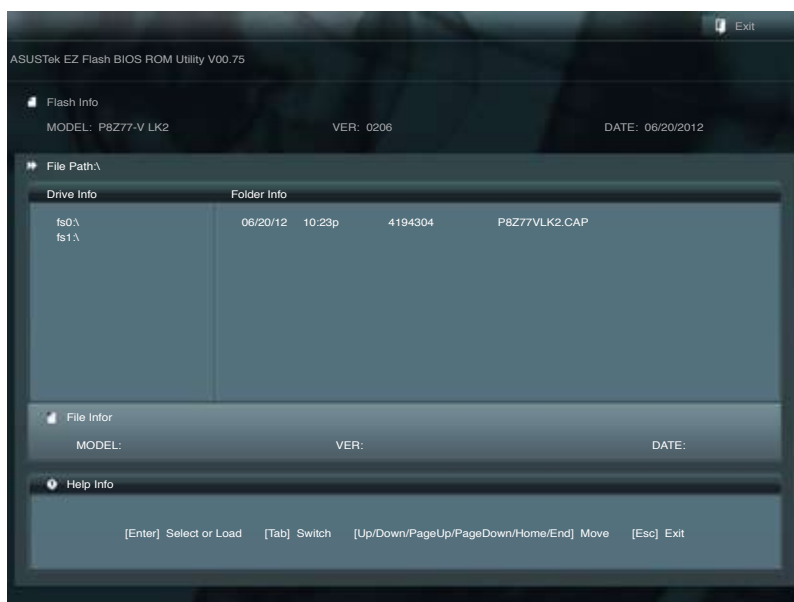 Exit
ASUSTek EZ Flash BIOS ROM Utility V00.75
Flash Info
MODEL: P8Z77-V LK2 VER: 0206 DATE: 06/20/2012
File Path:\
Drive Info Folder Info
fs0:\ 06/20/12 10:23p 4194304 P8Z77VLK2.CAP
fs1:\
File Infor
MODEL: VER: DATE:
Help Info
[Enter] Select or Load [Tab] Switch [Up/Down/PageUp/PageDown/Home/End] Move [Esc] Exit